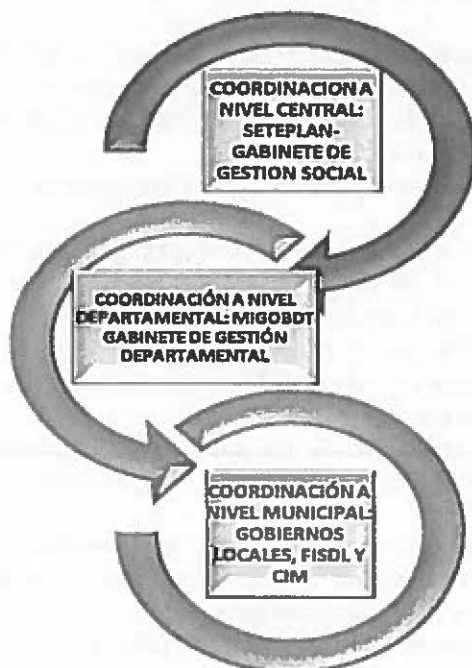 COORDINACION A
NIVEL CENTRAL:
SETEPLAN-
GABINETE DE
GESTION SOCIAL
COORDINACIÓN A NIVEL
DEPARTAMENTAL: MIGOBDT
GABINETE DE GESTIÓN
DEPARTAMENTAL
COORDINACIÓN A
NIVEL MUNICIPAL-
GOBIERNOS
LOCALES, FISDL Y
CIM